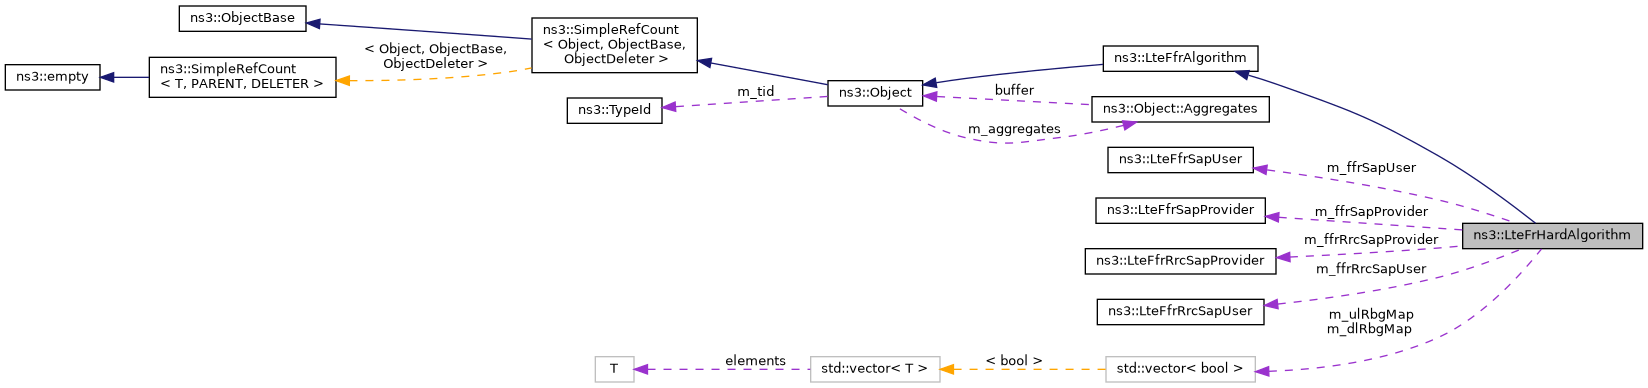 ns3::ObjectBase
ns3::SimpleRefCount
< Object, ObjectBase,
ObjectDeleter >
< Object, ObjectBase,
ObjectDeleter >
ns3::empty
ns3::SimpleRefCount
< T, PARENT, DELETER >
ns3::LteFfrAlgorithm
ns3::Object
m_tid
ns3::TypeId
buffer
ns3::Object::Aggregates
m_aggregates
ns3::LteFfrSapUser
m_ffrSapUser
ns3::LteFfrSapProvider
m_ffrSapProvider
ns3::LteFrHardAlgorithm
ns3::LteFfrRrcSapProvider
m_ffrRrcSapProvider
m_ffrRrcSapUser
ns3::LteFfrRrcSapUser
m_ulRbgMap
m_dlRbgMap
T
elements
std::vector< T >
< bool >
std::vector< bool >